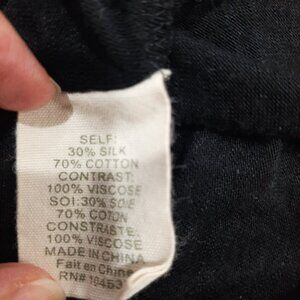 SELF:
30% SILK
70% COTTON
CONTRAST:
100% VISCOSE
SOI: 30% SOIE
70% COTON
CONSTRASTE:
100% VISCOSE
MADE IN CHINA
Fait en Chine
RN#